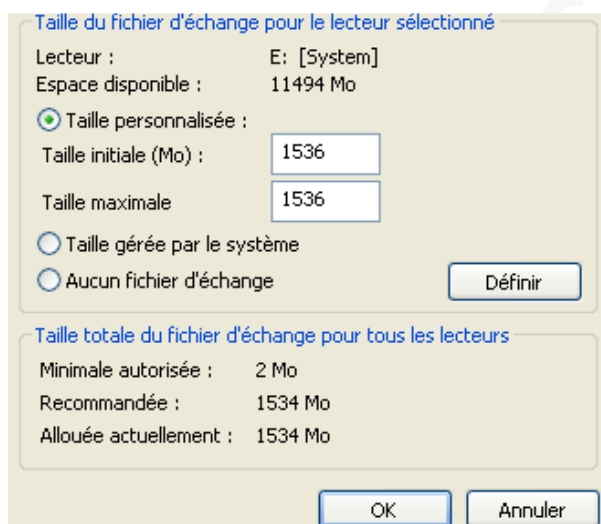 Taille du fichier d'échange pour le lecteur sélectionné
Lecteur : E: [System]
Espace disponible : 11494 Mo
Taille personnalisée :
Taille initiale (Mo) : 1536
Taille maximale 1536
Taille gérée par le système
Aucun fichier d'échange Définir
Taille totale du fichier d'échange pour tous les lecteurs
Minimale autorisée : 2 Mo
Recommandée : 1534 Mo
Allouée actuellement : 1534 Mo
OK Annuler